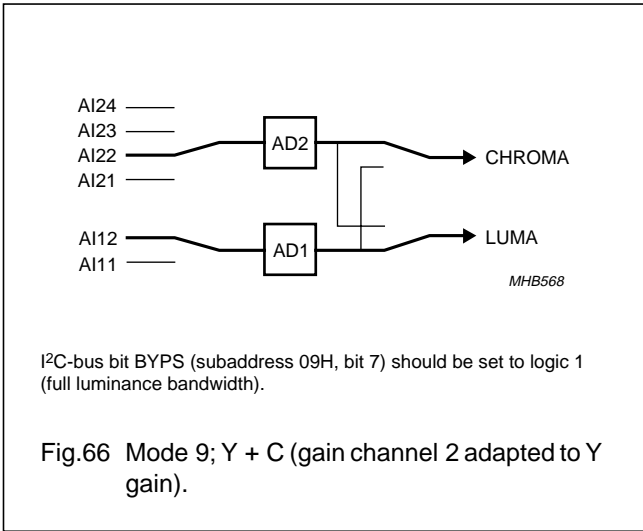 AI24
AI23
AI22
AI21
AD2
CHROMA
AI12
AI11
AD1
LUMA
MHB568
I²C-bus bit BYPS (subaddress 09H, bit 7) should be set to logic 1
(full luminance bandwidth).
Fig.66 Mode 9; Y + C (gain channel 2 adapted to Y
gain).